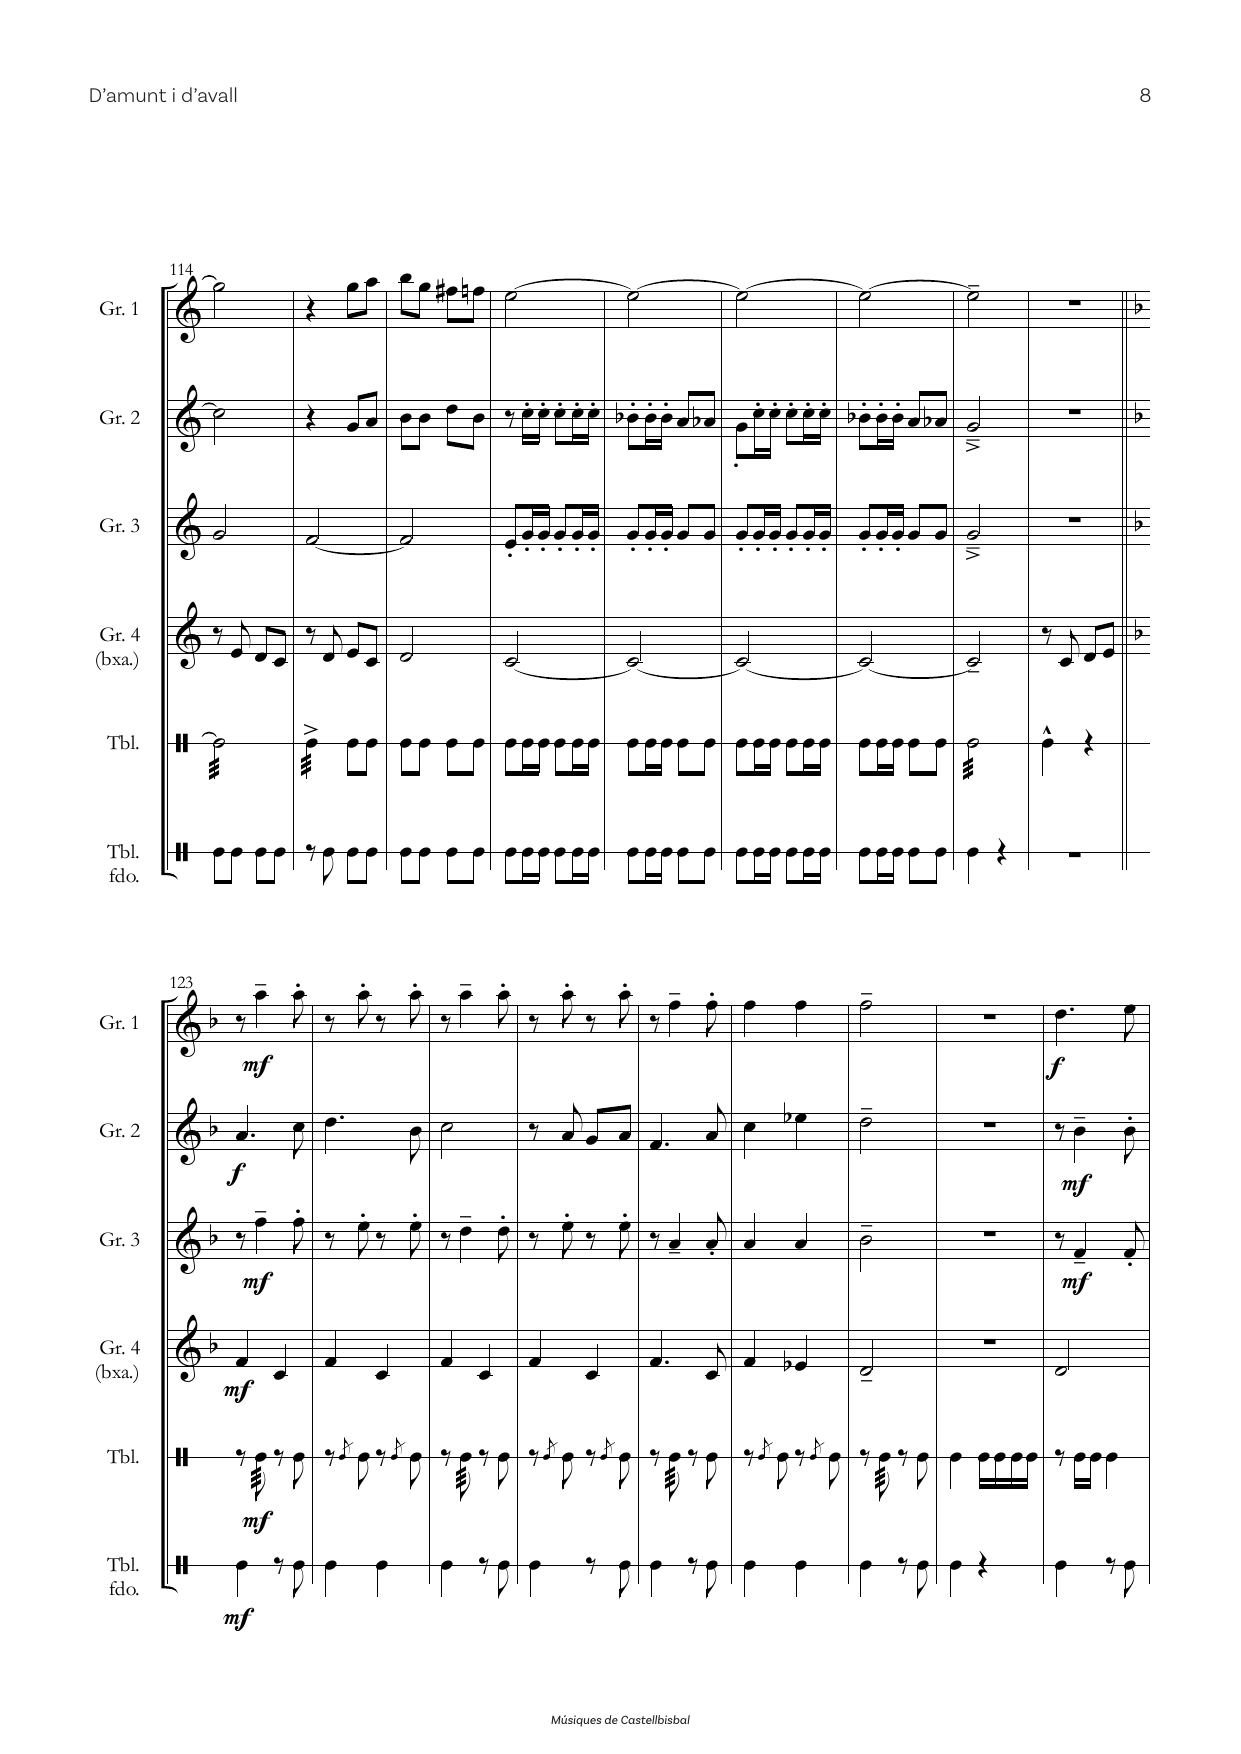 D’amunt i d’avall 8
114
Gr. 1
Gr. 2
Gr. 3
Gr. 4
(bxa.)
Tbl.
Tbl.
fdo.
123
Gr. 1
mf
Gr. 2
f
mf
Gr. 3
mf
mf
Gr. 4
(bxa.)
mf
Tbl.
mf
Tbl.
fdo.
mf
f
Músiques de Castellbisbal